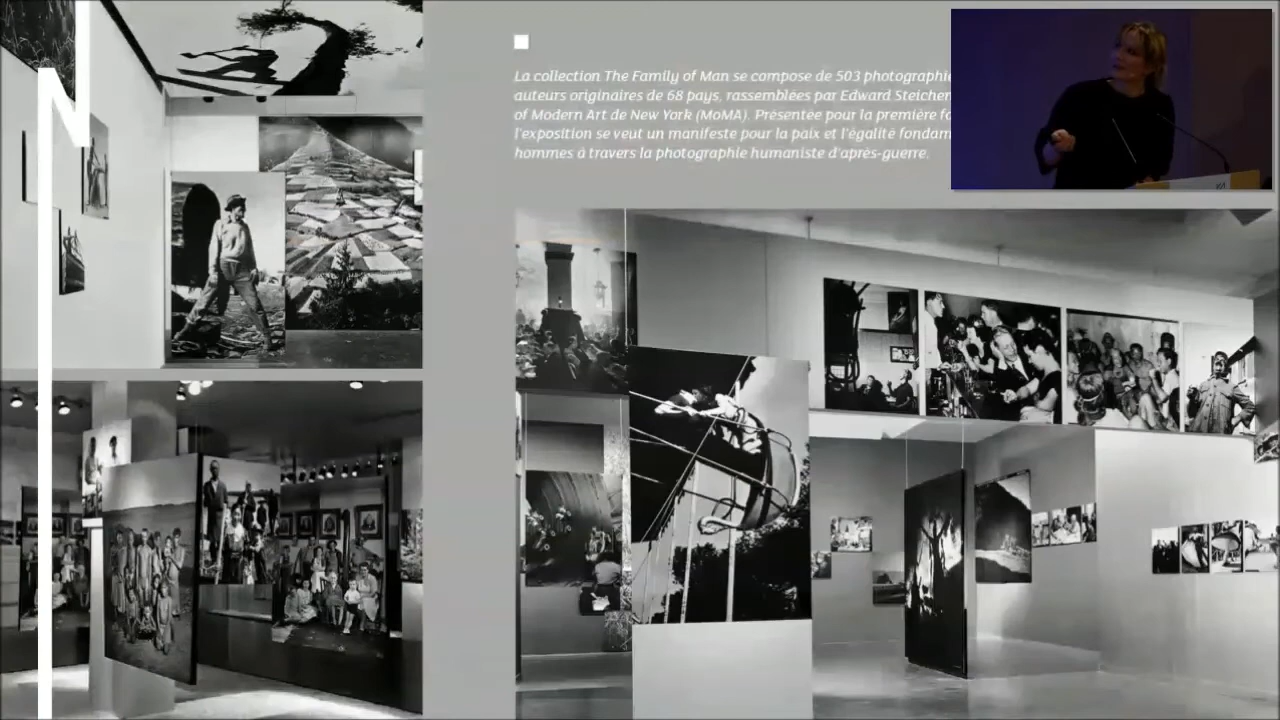 La collection The Family of Man se compose de 503 photographie
auteurs originaires de 68 pays, rassemblées par Edward Steichen
of Modern Art de New York (MoMA). Présentée pour la première fo
l'exposition se veut un manifeste pour la paix et l'égalité fondam
hommes à travers la photographie humaniste d'après-guerre.